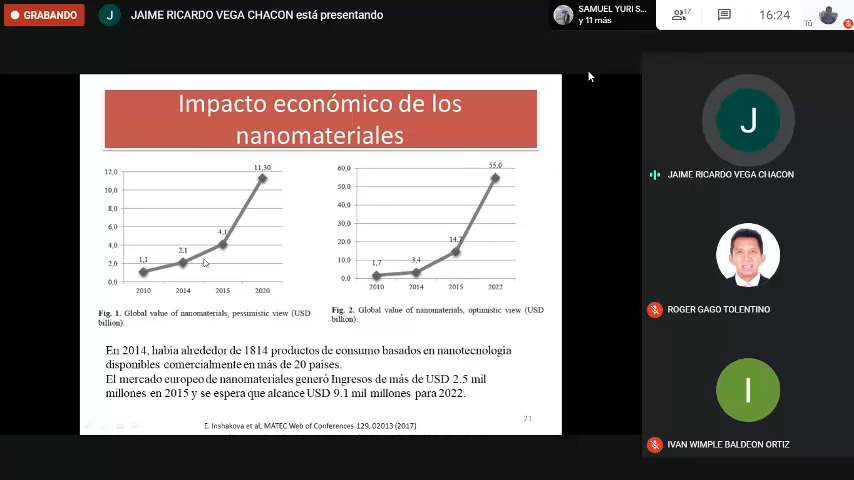 GRABANDO
J
JAIME RICARDO VEGA CHACON está presentando
SAMUEL YURI S...
y 11 más
17
16:24
Tú
Impacto económico de los
nanomateriales
12,0
10,0
8,0
6,0
4,0
2,0
0,0
1,1
2,1
4,1
11,30
2010
2014
2015
2020
Fig. 1. Global value of nanomaterials, pessimistic view (USD
billion).
60,0
50,0
40,0
30,0
20,0
10,0
0,0
1,7
3,4
14,7
55.0
2010
2014
2015
2022
Fig. 2. Global value of nanomaterials, optimistic view (USD
billion).
En 2014, había alrededor de 1814 productos de consumo basados en nanotecnología
disponibles comercialmente en más de 20 países.
El mercado europeo de nanomateriales generó Ingresos de más de USD 2.5 mil
millones en 2015 y se espera que alcance USD 9.1 mil millones para 2022.
21
E. Inshakova et al, MATEC Web of Conferences 129, 02013 (2017)
J
JAIME RICARDO VEGA CHACON
ROGER GAGO TOLENTINO
I
IVAN WIMPLE BALDEON ORTIZ